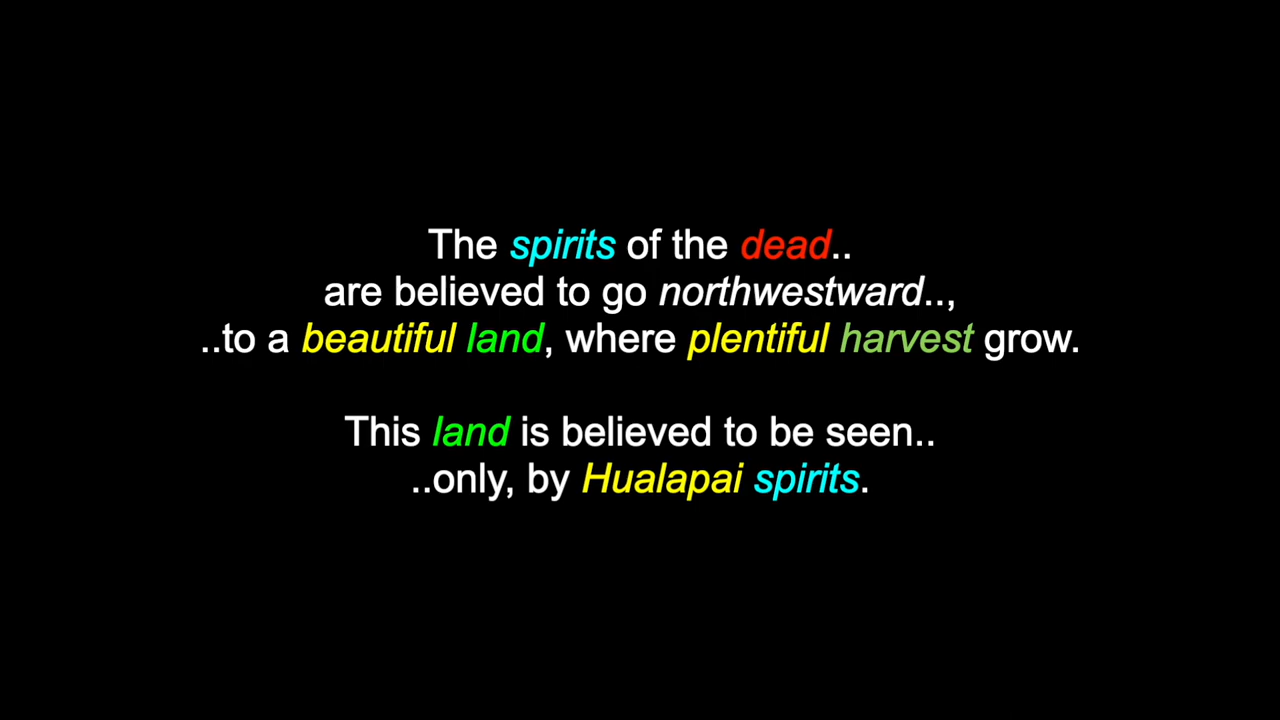 The spirits of the dead..
are believed to go northwestward..,
..to a beautiful land, where plentiful harvest grow.
This land is believed to be seen..
..only, by Hualapai spirits.